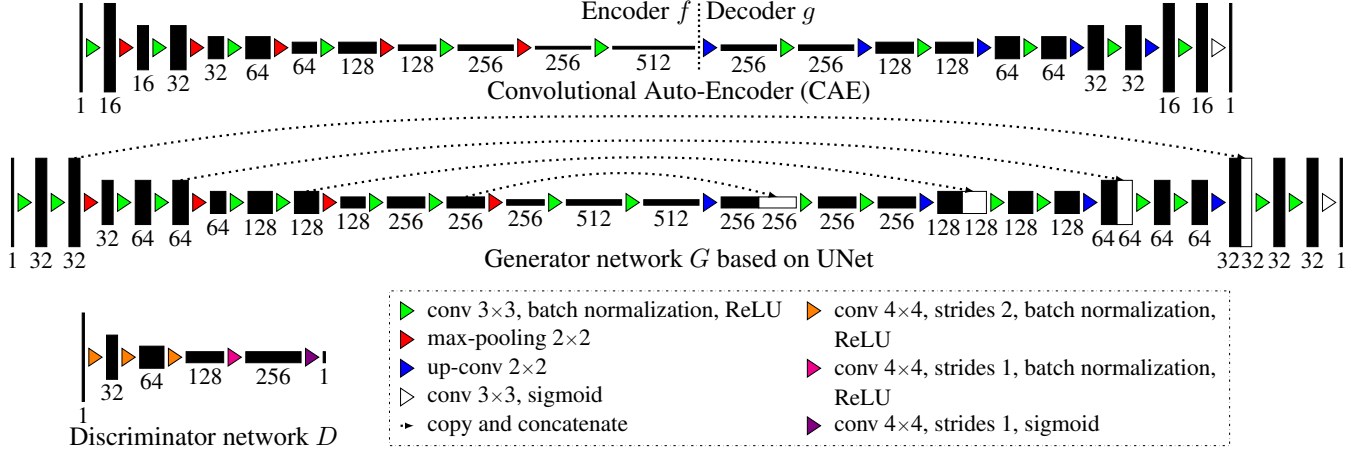 Encoder f Decoder g
1 16 16 32 32 64 64 128 128 256 256 512 256 256 128 128 64 64 32 32 16 16 1
Convolutional Auto-Encoder (CAE)
1 32 32 32 64 64 64 128 128 128 256 256 256 512 512 256 256 256 256 128 128 128 128 64 64 64 64 32 32 32 32 1
Generator network G based on UNet
1 32 64 128 256 1
Discriminator network D
conv 3×3, batch normalization, ReLU
max-pooling 2×2
up-conv 2×2
conv 3×3, sigmoid
copy and concatenate
conv 4×4, strides 2, batch normalization,
ReLU
conv 4×4, strides 1, batch normalization,
ReLU
conv 4×4, strides 1, sigmoid